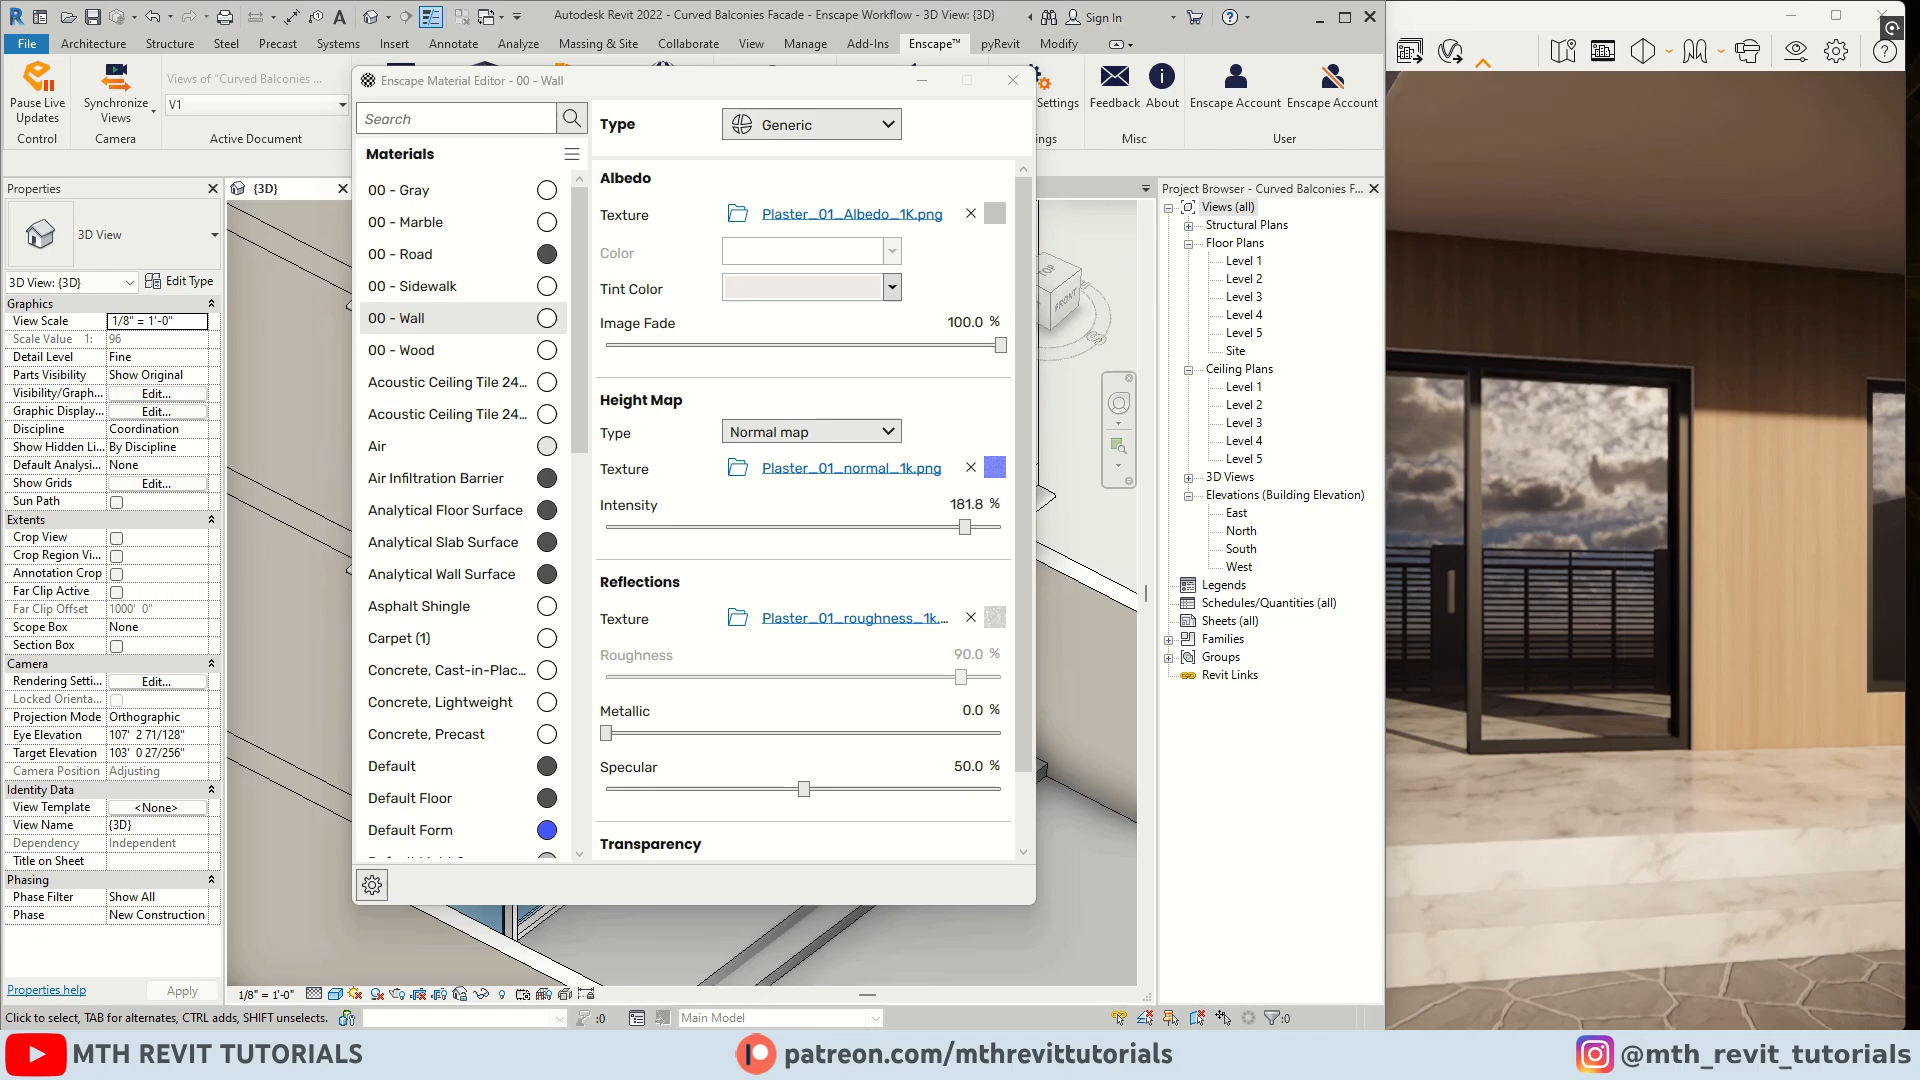 Autodesk Revit 2022 - Curved Balconies Facade - Enscape Workflow - 3D View: {3D}
Sign In
File
Architecture
Structure
Steel
Precast
Systems
Insert
Annotate
Analyze
Massing & Site
Collaborate
View
Manage
Add-Ins
Enscape™
pyRevit
Modify
Pause Live
Updates
Synchronize
Views
Views of "Curved Balconies ...
V1
Control
Camera
Active Document
Settings
Feedback
About
Enscape Account
Enscape Account
Misc
User
Enscape Material Editor - 00 - Wall
Search
Materials
00 - Gray
00 - Marble
00 - Road
00 - Sidewalk
00 - Wall
00 - Wood
Acoustic Ceiling Tile 24...
Acoustic Ceiling Tile 24...
Air
Air Infiltration Barrier
Analytical Floor Surface
Analytical Slab Surface
Analytical Wall Surface
Asphalt Shingle
Carpet (1)
Concrete, Cast-in-Plac...
Concrete, Lightweight
Concrete, Precast
Default
Default Floor
Default Form
Type
Generic
Albedo
Texture
Plaster_01_Albedo_1K.png
Color
Tint Color
Image Fade
100.0 %
Height Map
Type
Normal map
Texture
Plaster_01_normal_1k.png
Intensity
181.8 %
Reflections
Texture
Plaster_01_roughness_1k....
Roughness
90.0 %
Metallic
0.0 %
Specular
50.0 %
Transparency
Properties
{3D}
3D View
3D View: {3D}
Edit Type
Graphics
View Scale 1/8" = 1'-0"
Scale Value 1: 96
Detail Level Fine
Parts Visibility Show Original
Visibility/Graph... Edit...
Graphic Display... Edit...
Discipline Coordination
Show Hidden Li... By Discipline
Default Analysi... None
Show Grids Edit...
Sun Path
Extents
Crop View
Crop Region Vi...
Annotation Crop
Far Clip Active
Far Clip Offset 1000' 0"
Scope Box None
Section Box
Camera
Rendering Setti... Edit...
Locked Orienta...
Projection Mode Orthographic
Eye Elevation 107' 2 71/128"
Target Elevation 103' 0 27/256"
Camera Position Adjusting
Identity Data
View Template <None>
View Name {3D}
Dependency Independent
Title on Sheet
Phasing
Phase Filter Show All
Phase New Construction
Properties help
Apply
TOP
FRONT
Project Browser - Curved Balconies F...
Views (all)
Structural Plans
Floor Plans
Level 1
Level 2
Level 3
Level 4
Level 5
Site
Ceiling Plans
Level 1
Level 2
Level 3
Level 4
Level 5
3D Views
Elevations (Building Elevation)
East
North
South
West
Legends
Schedules/Quantities (all)
Sheets (all)
Families
Groups
Revit Links
1/8" = 1'-0"
Click to select, TAB for alternates, CTRL adds, SHIFT unselects.
:0
Main Model
:0
MTH REVIT TUTORIALS
patreon.com/mthrevittutorials
@mth_revit_tutorials